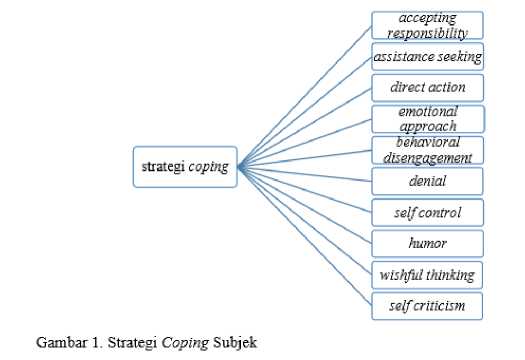 accepting
responsibility
assistance seeking
direct action
emotional
approach
behavioral
disengagement
strategi coping
denial
self control
humor
wishful thinking
self criticism
Gambar 1. Strategi Coping Subjek